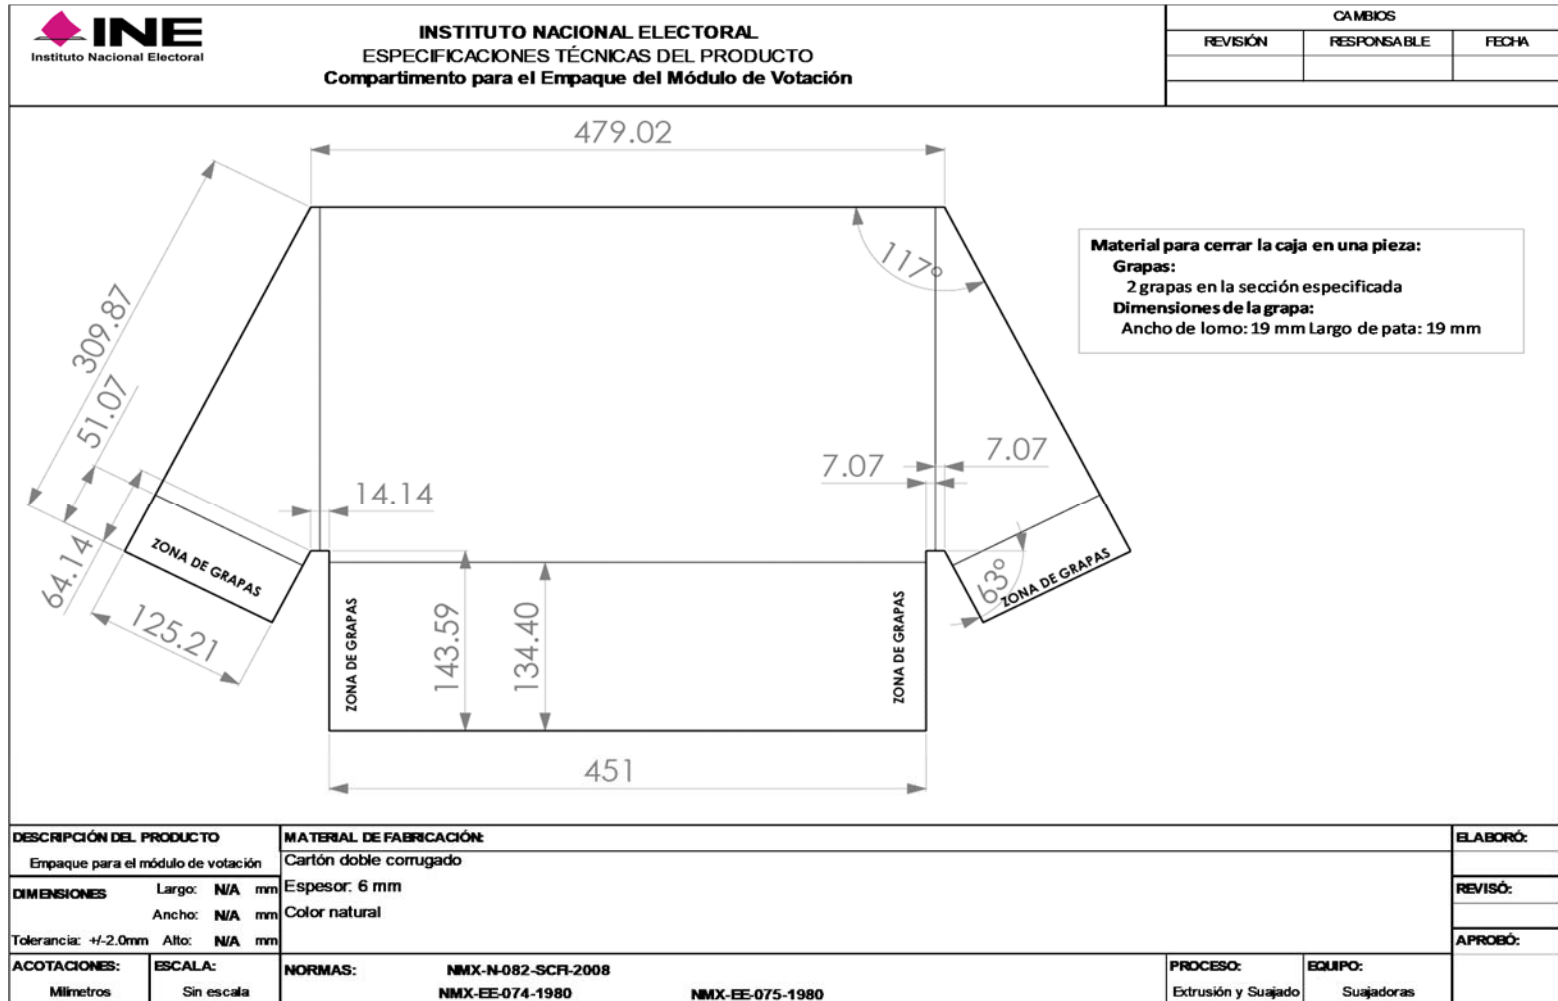 INE
Instituto Nacional Electoral
INSTITUTO NACIONAL ELECTORAL
ESPECIFICACIONES TÉCNICAS DEL PRODUCTO
Compartimento para el Empaque del Módulo de Votación
CAMBIOS
REVISIÓN RESPONSABLE FECHA
479.02
117°
309.87
51.07
64.14
125.21
14.14
7.07
7.07
63°
143.59
134.40
451
ZONA DE GRAPAS
ZONA DE GRAPAS
ZONA DE GRAPAS
ZONA DE GRAPAS
Material para cerrar la caja en una pieza:
Grapas:
2 grapas en la sección especificada
Dimensiones de la grapa:
Ancho de lomo: 19 mm Largo de pata: 19 mm
DESCRIPCIÓN DEL PRODUCTO
Empaque para el módulo de votación
DIMENSIONES Largo: N/A mm
Ancho: N/A mm
Tolerancia: +/-2.0mm Alto: N/A mm
MATERIAL DE FABRICACIÓN:
Cartón doble corrugado
Espesor: 6 mm
Color natural
ELABORÓ:
REVISÓ:
APROBÓ:
ACOTACIONES:
Milímetros
ESCALA:
Sin escala
NORMAS: NMX-N-082-SCFI-2008
NMX-EE-074-1980 NMX-EE-075-1980
PROCESO:
Extrusión y Suajado
EQUIPO:
Suajadoras